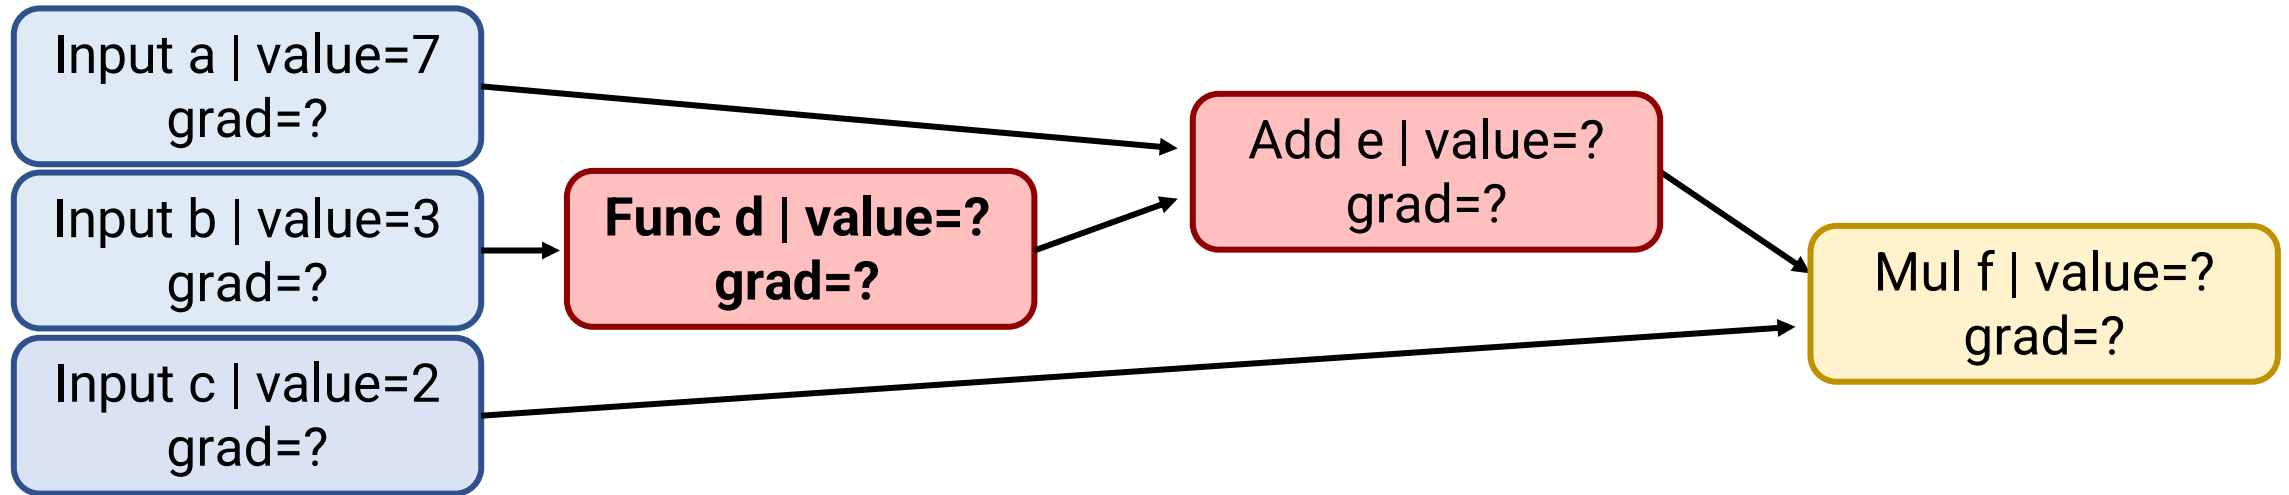 Input a | value=7
grad=?
Input b | value=3
grad=?
Input c | value=2
grad=?
Func d | value=?
grad=?
Add e | value=?
grad=?
Mul f | value=?
grad=?